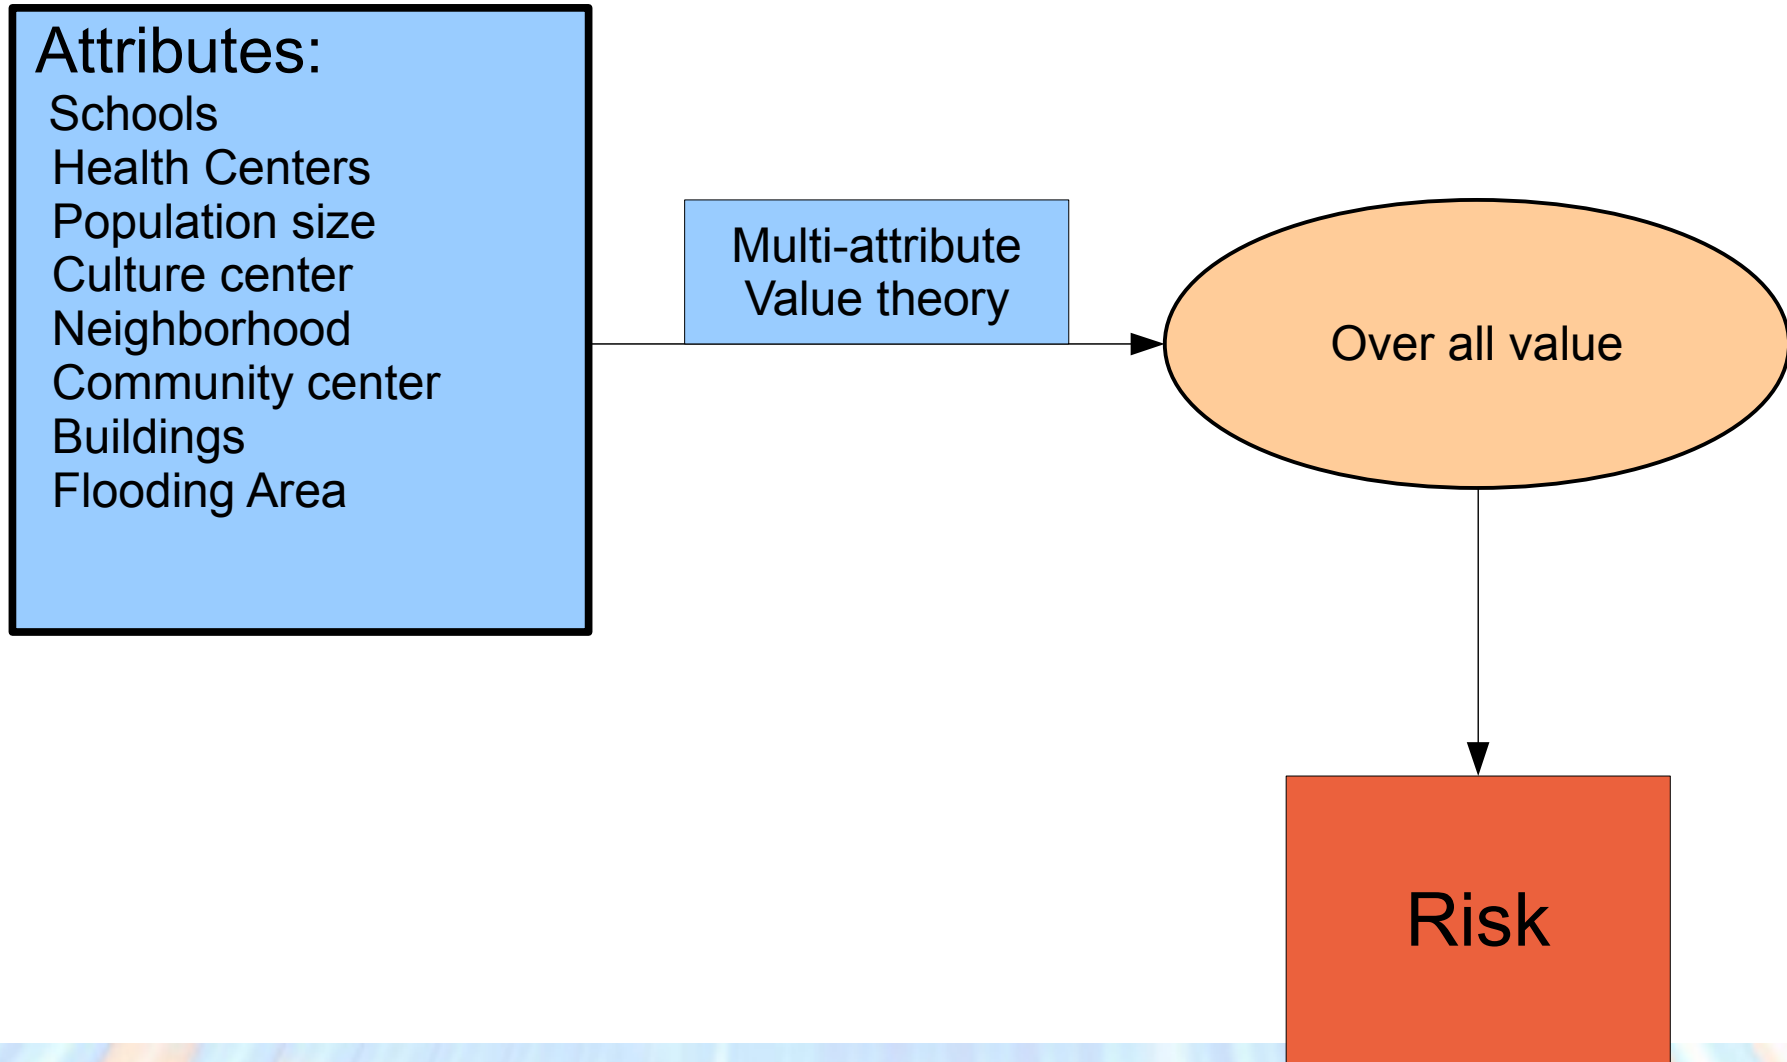 Attributes:
Schools
Health Centers
Population size
Culture center
Neighborhood
Community center
Buildings
Flooding Area
Multi-attribute
Value theory
Over all value
Risk